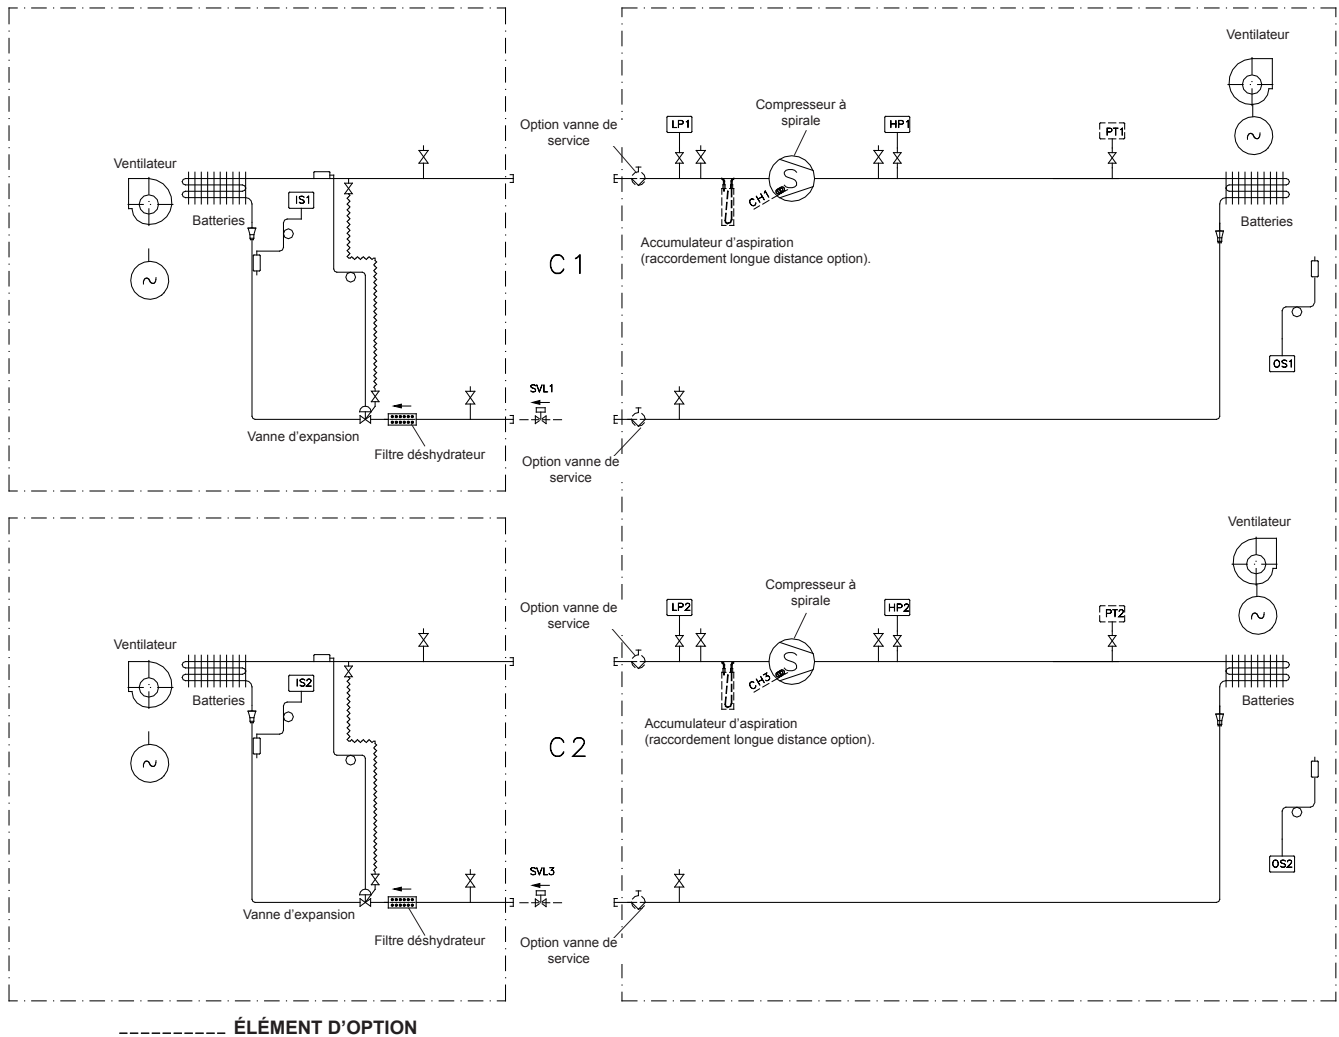 Ventilateur
Compresseur à
spirale
Option vanne de
service
LP1
HP1
PT1
Ventilateur
IS1
Batteries
CH1
Batteries
Accumulateur d'aspiration
(raccordement longue distance option).
C1
OS1
SVL1
Vanne d'expansion
Filtre déshydrateur
Option vanne de
service
Ventilateur
Compresseur à
spirale
Option vanne de
service
LP2
HP2
PT2
Ventilateur
IS2
Batteries
CH3
Batteries
Accumulateur d'aspiration
(raccordement longue distance option).
C2
OS2
SVL3
Vanne d'expansion
Filtre déshydrateur
Option vanne de
service
ÉLÉMENT D'OPTION
S
S